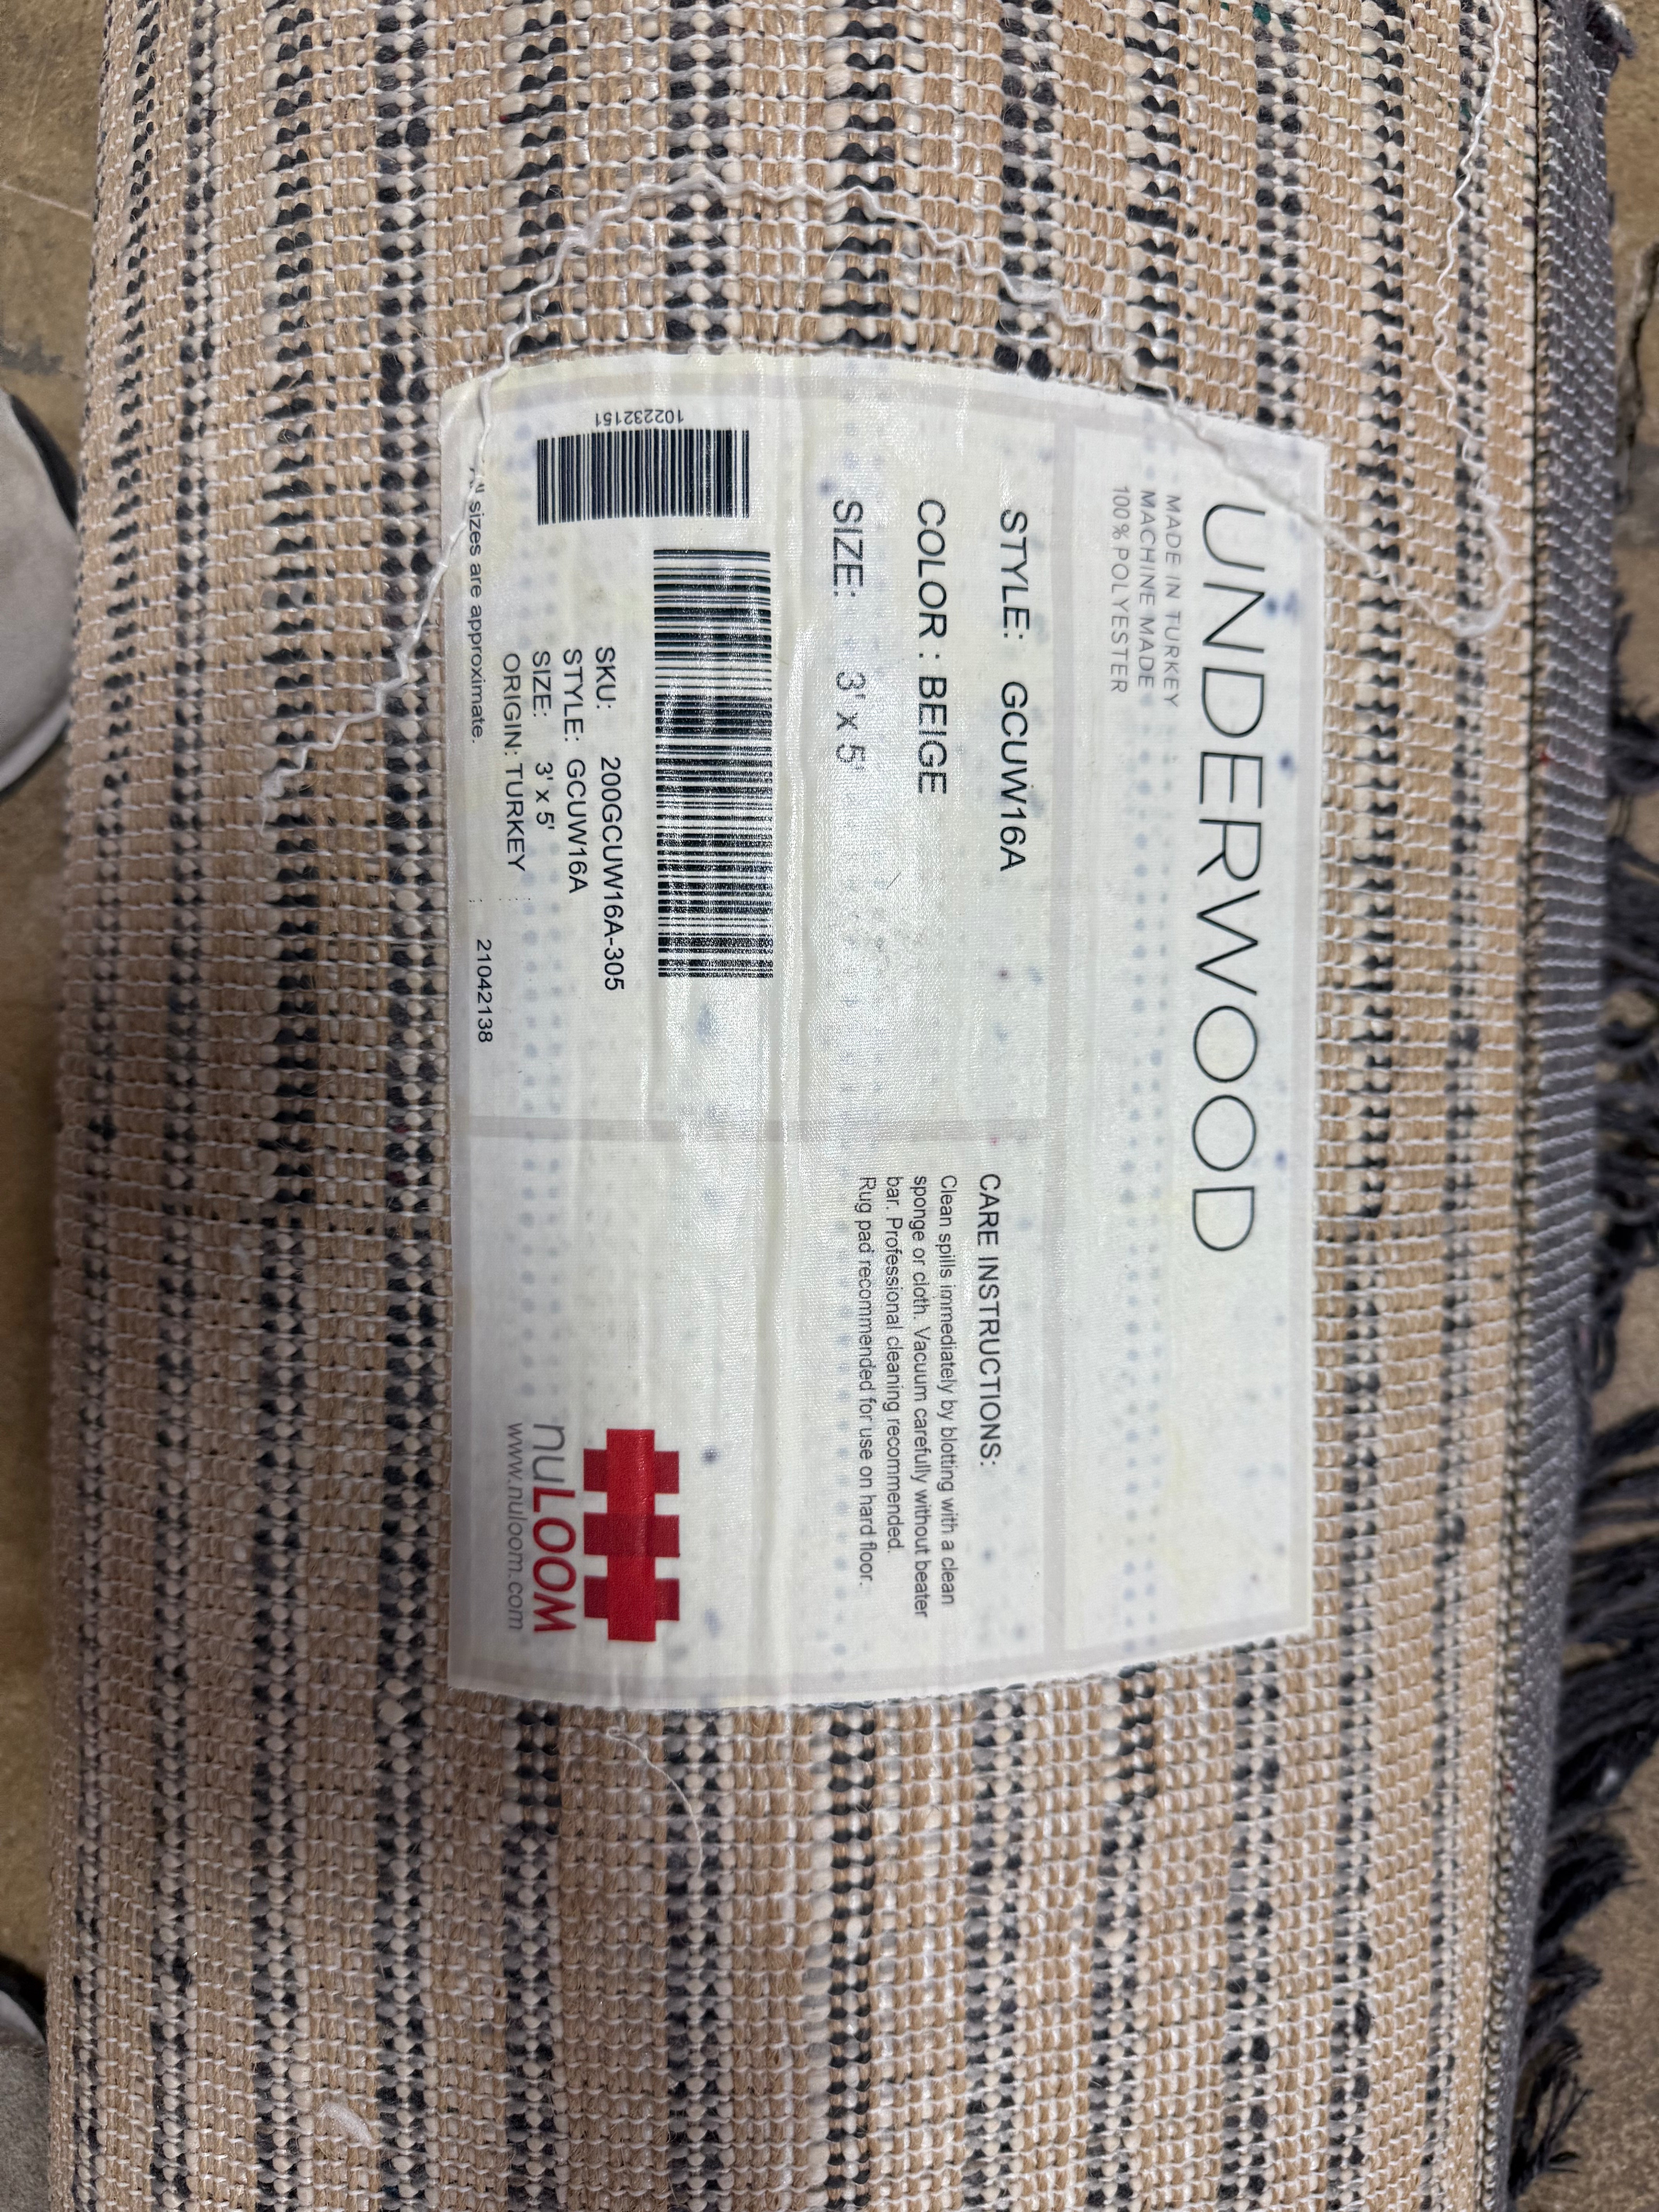 UNDERWOOD
MADE IN TURKEY
MACHINE MADE
100% POLYESTER
STYLE: GCUW16A
COLOR : BEIGE
SIZE: 3' x 5'
CARE INSTRUCTIONS:
Clean spills immediately by blotting with a clean
sponge or cloth. Vacuum carefully without beater
bar. Professional cleaning recommended.
Rug pad recommended for use on hard floor.
102232151
SKU: 200GCUW16A-305
STYLE: GCUW16A
SIZE: 3' x 5'
ORIGIN: TURKEY
All sizes are approximate.
21042138
nuLOOM
www.nuloom.com